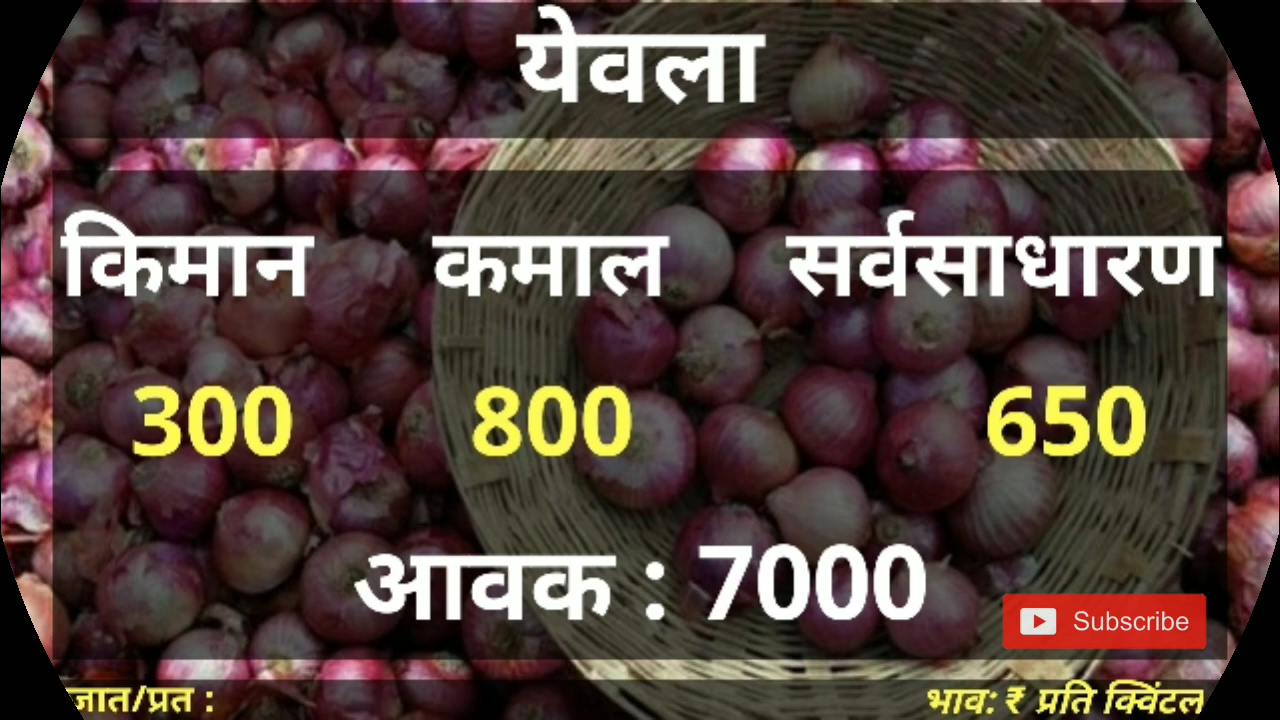 येवला
किमान कमाल सर्वसाधारण
300 800 650
आवक : 7000
Subscribe
जात/प्रत :
भाव: ₹ प्रति क्विंटल